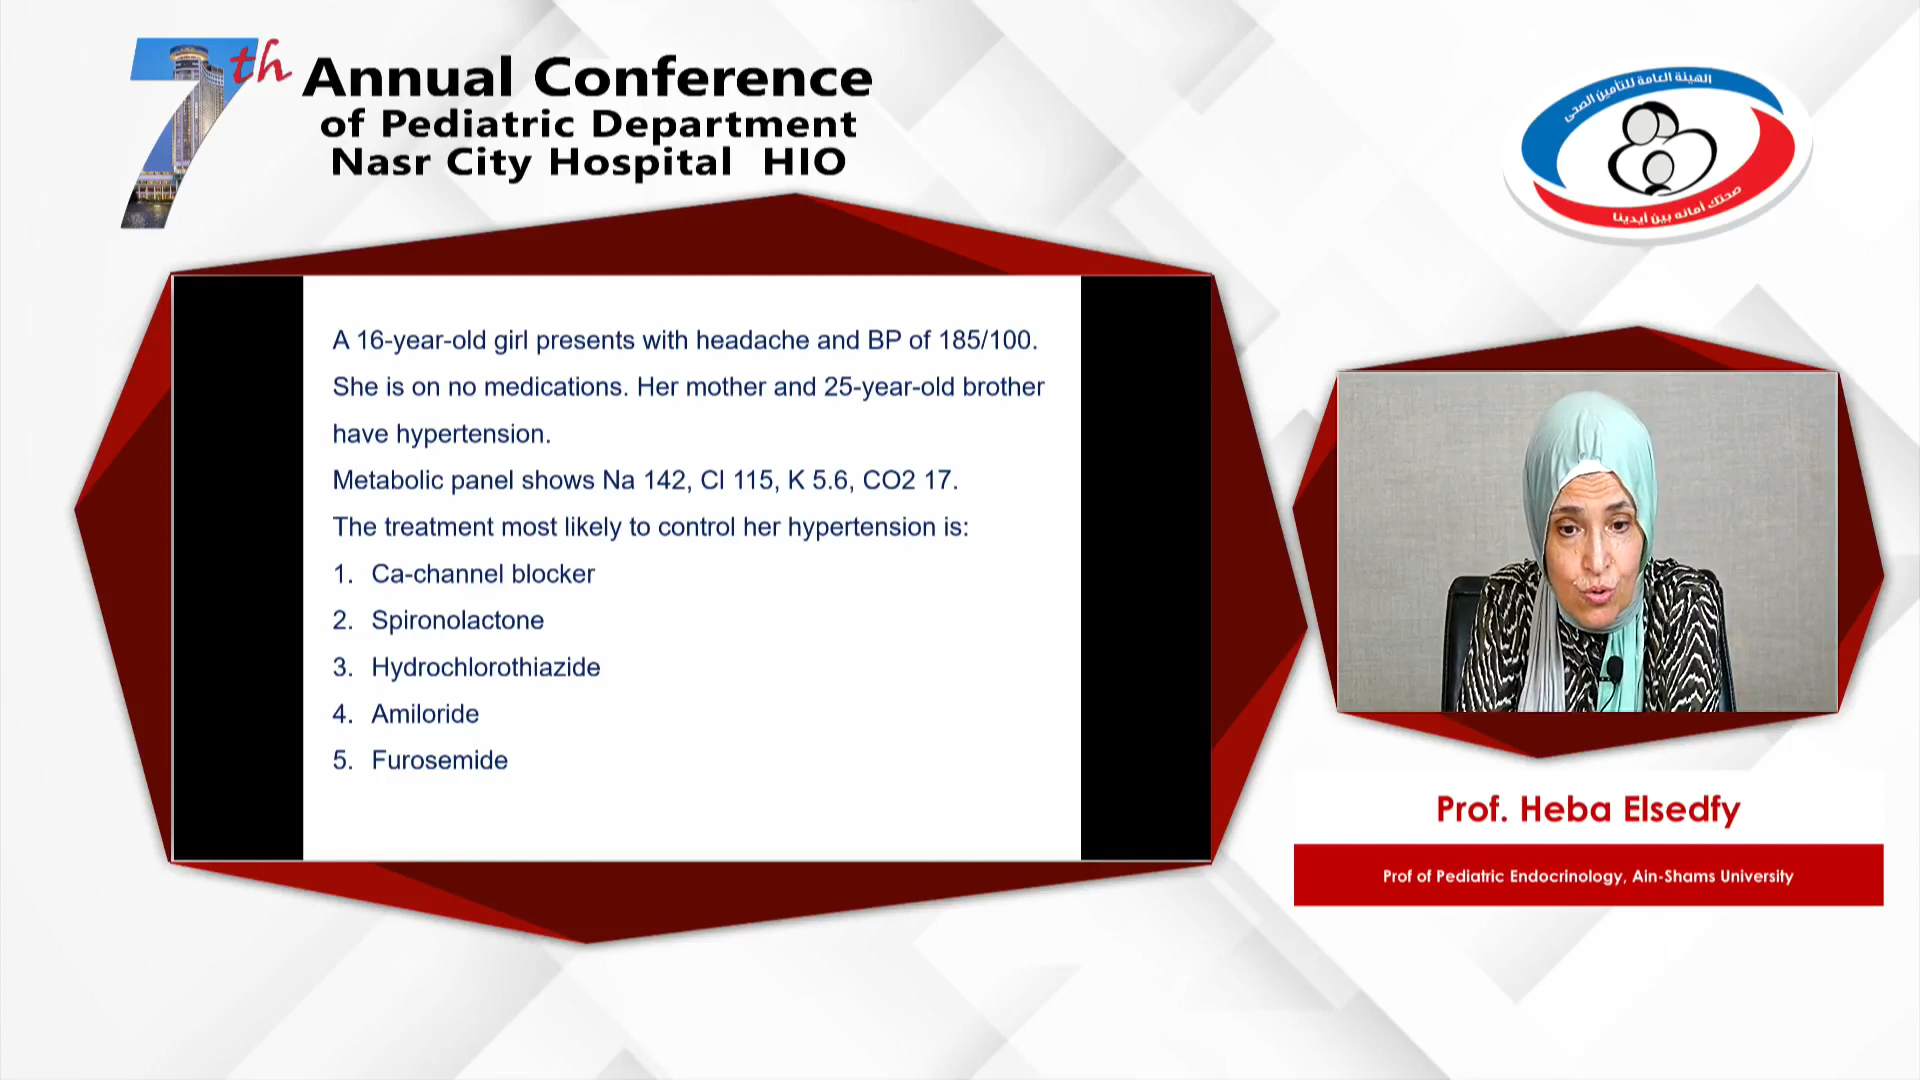 7th Annual Conference
of Pediatric Department
Nasr City Hospital HIO
الهيئة العامة للتأمين الصحى
صحتك أمانه بين أيدينا
A 16-year-old girl presents with headache and BP of 185/100.
She is on no medications. Her mother and 25-year-old brother
have hypertension.
Metabolic panel shows Na 142, Cl 115, K 5.6, CO2 17.
The treatment most likely to control her hypertension is:
1. Ca-channel blocker
2. Spironolactone
3. Hydrochlorothiazide
4. Amiloride
5. Furosemide
Prof. Heba Elsedfy
Prof of Pediatric Endocrinology, Ain-Shams University